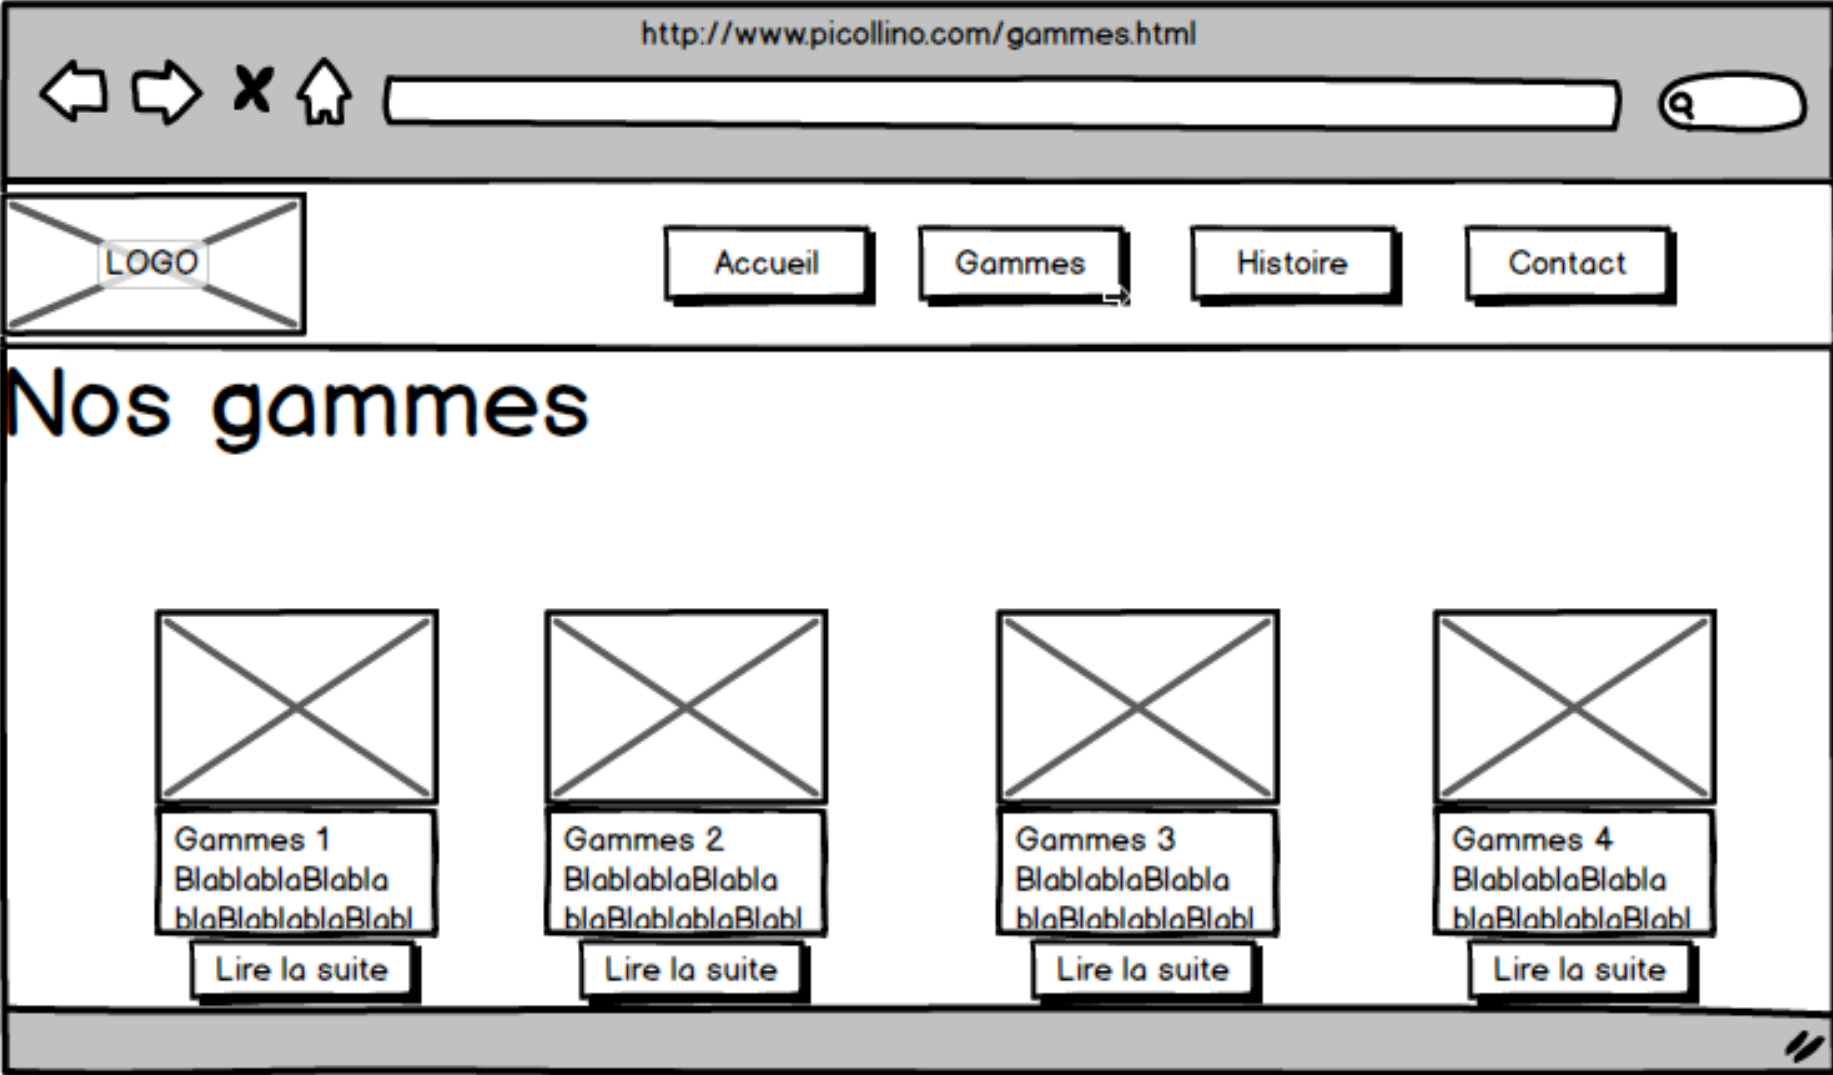 http://www.picollino.com/gammes.html
LOGO
Accueil
Gammes
Histoire
Contact
Nos gammes
Gammes 1
BlablablaBlabla
blaBlablablaBlabl
Lire la suite
Gammes 2
BlablablaBlabla
blaBlablablaBlabl
Lire la suite
Gammes 3
BlablablaBlabla
blaBlablablaBlabl
Lire la suite
Gammes 4
BlablablaBlabla
blaBlablablaBlabl
Lire la suite